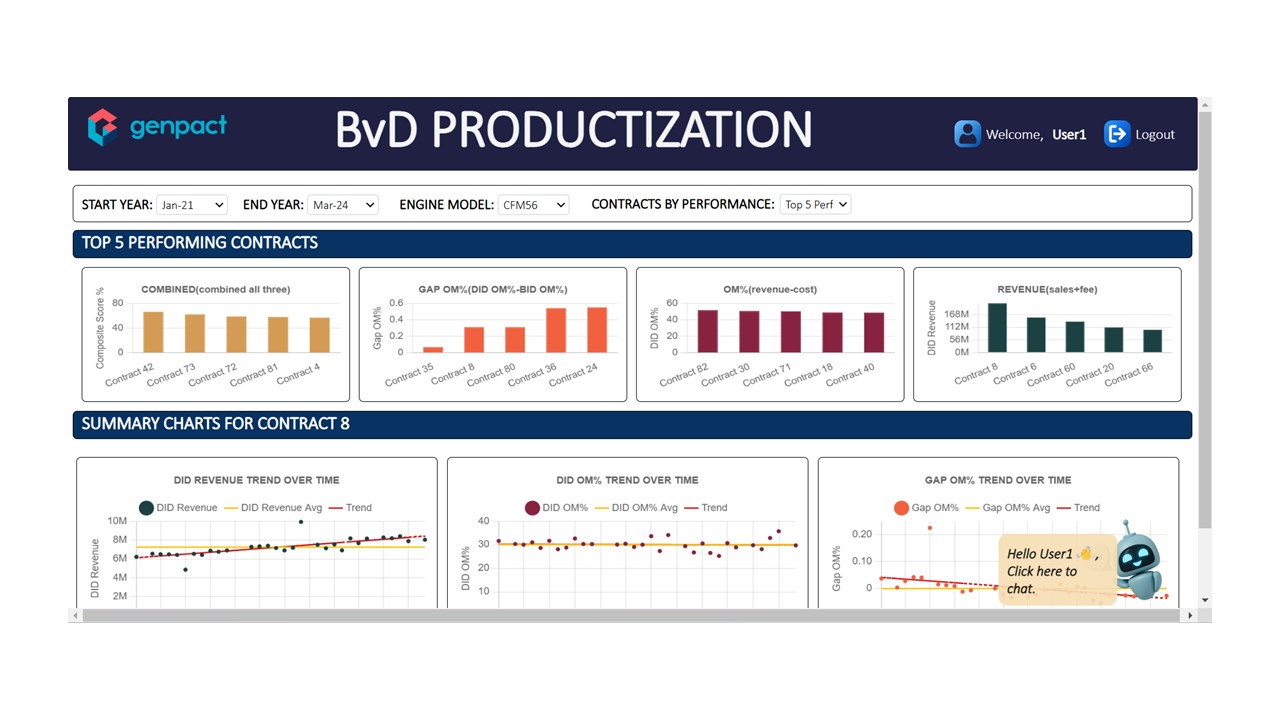 genpact
BvD PRODUCTIZATION
Welcome, User1
Logout
START YEAR: Jan-21 END YEAR: Mar-24 ENGINE MODEL: CFM56 CONTRACTS BY PERFORMANCE: Top 5 Perf
TOP 5 PERFORMING CONTRACTS
COMBINED(combined all three)
Composite Score %
80
40
0
Contract 42 Contract 73 Contract 72 Contract 81 Contract 4
GAP OM%(DID OM%-BID OM%)
Gap OM%
0.6
0.4
0.2
0
Contract 35 Contract 8 Contract 80 Contract 36 Contract 24
OM%(revenue-cost)
DID OM%
60
40
20
0
Contract 82 Contract 30 Contract 71 Contract 18 Contract 40
REVENUE(sales+fee)
DID Revenue
168M
112M
56M
0M
Contract 8 Contract 6 Contract 60 Contract 20 Contract 66
SUMMARY CHARTS FOR CONTRACT 8
DID REVENUE TREND OVER TIME
DID Revenue DID Revenue Avg Trend
DID Revenue
10M
8M
6M
4M
2M
DID OM% TREND OVER TIME
DID OM% DID OM% Avg Trend
DID OM%
40
30
20
10
GAP OM% TREND OVER TIME
Gap OM% Gap OM% Avg Trend
Gap OM%
0.20
0.10
0
Hello User1 👋,
Click here to
chat.